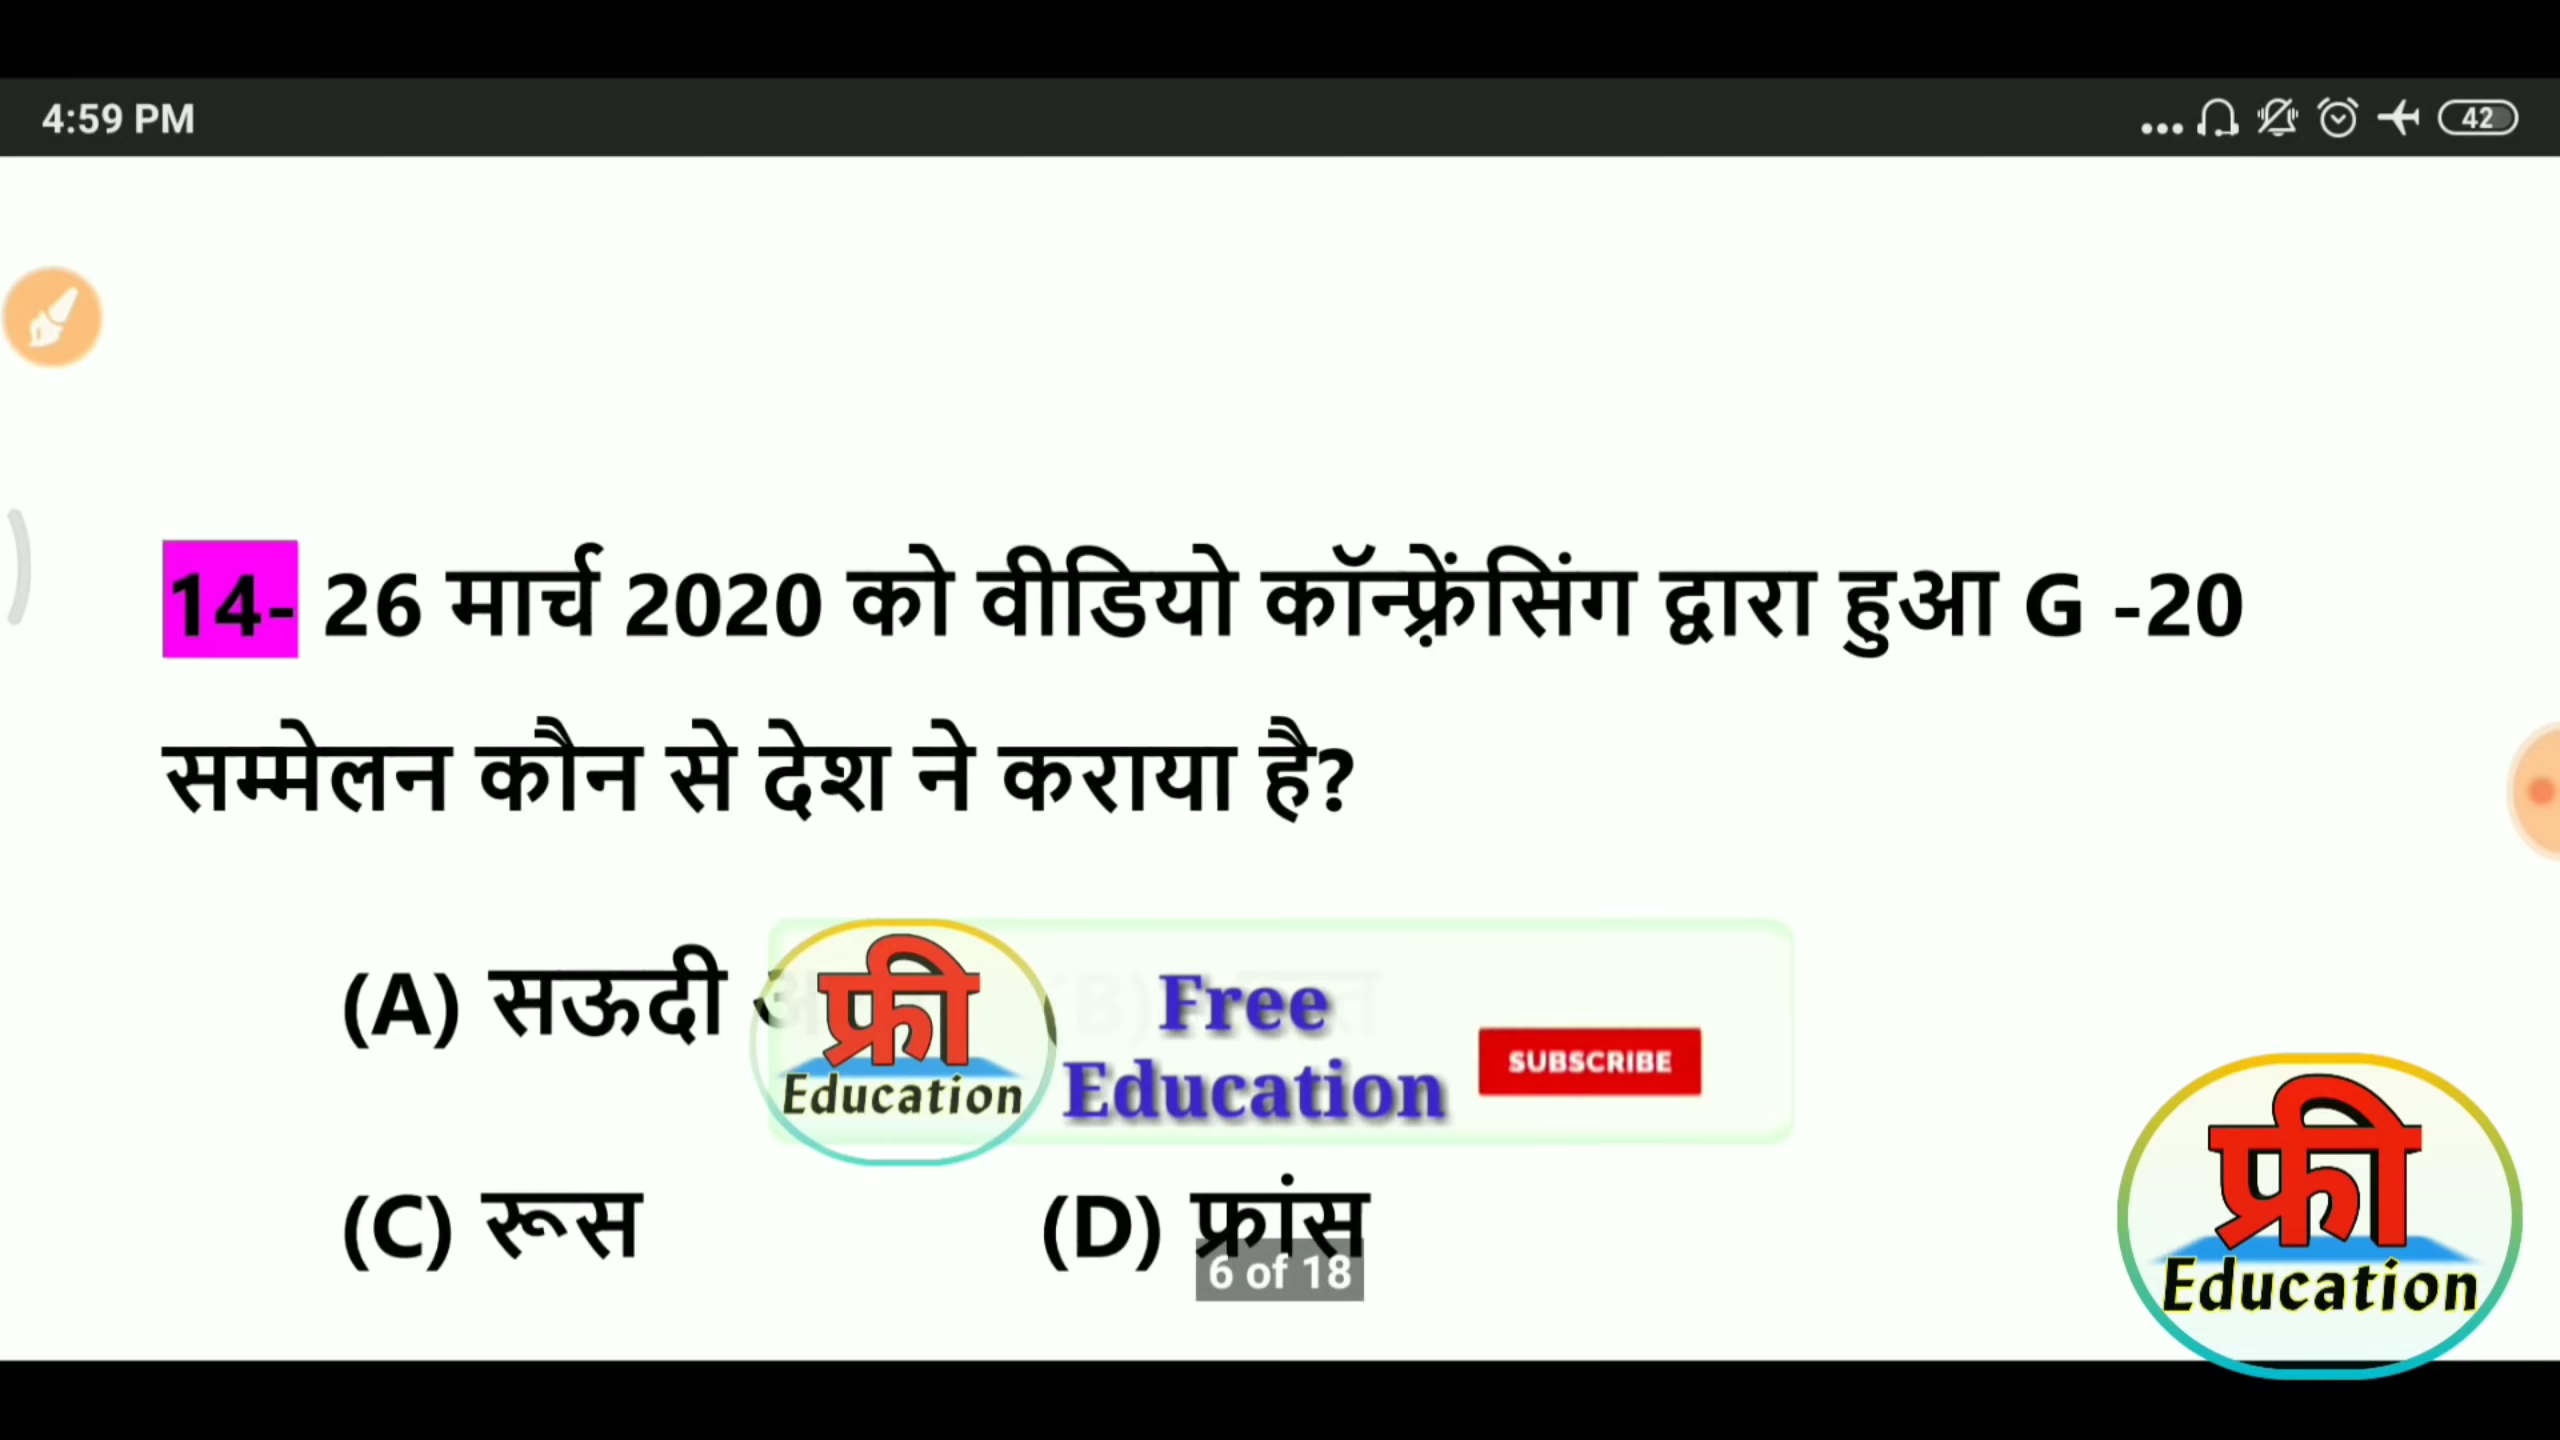 4:59 PM
42
14- 26 मार्च 2020 को वीडियो कॉन्फ़्रेंसिंग द्वारा हुआ G -20
सम्मेलन कौन से देश ने कराया है?
(A) सऊदी
(B)
फ्री
Education
Free
Education
SUBSCRIBE
(C) रूस
(D) फ्रांस
6 of 18
फ्री
Education